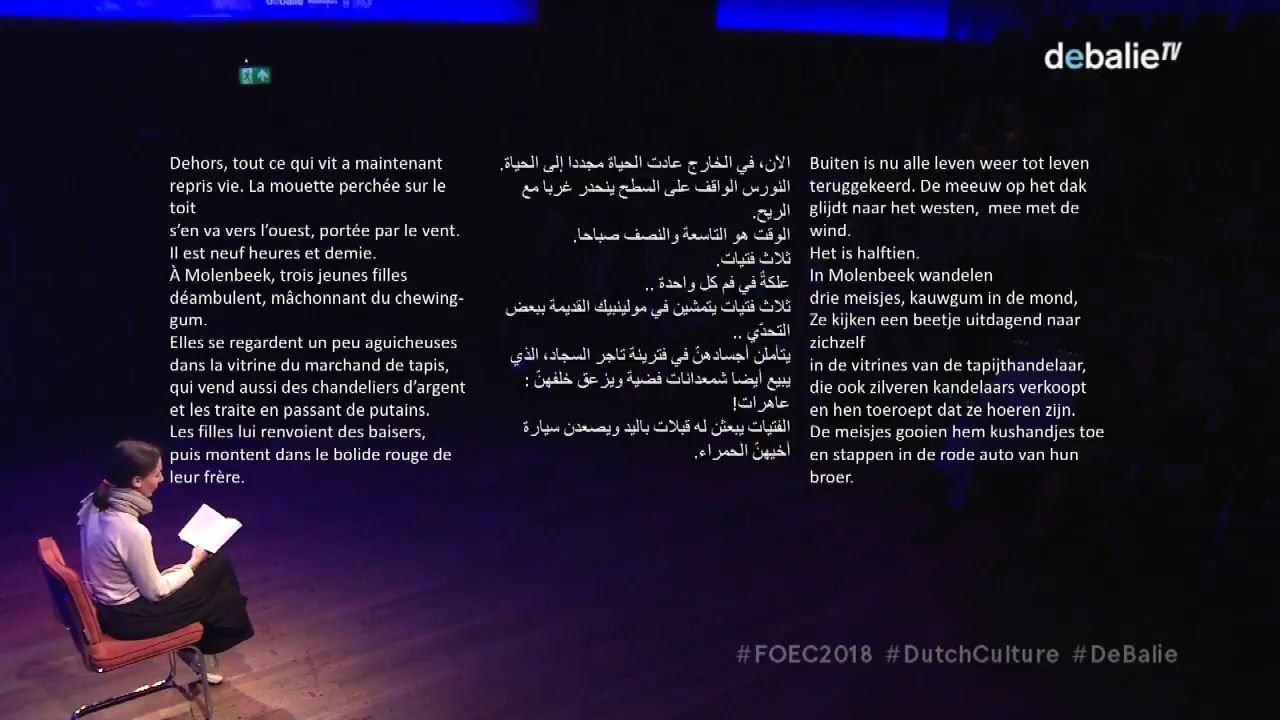 debalie TV
Dehors, tout ce qui vit a maintenant
repris vie. La mouette perchée sur le
toit
s’en va vers l’ouest, portée par le vent.
Il est neuf heures et demie.
À Molenbeek, trois jeunes filles
déambulent, mâchonnant du chewing-
gum.
Elles se regardent un peu aguicheuses
dans la vitrine du marchand de tapis,
qui vend aussi des chandeliers d’argent
et les traite en passant de putains.
Les filles lui renvoient des baisers,
puis montent dans le bolide rouge de
leur frère.
الآن، في الخارج عادت الحياة مجددا إلى الحياة.
النورس الواقف على السطح ينحدر غربا مع
الريح.
الوقت هو التاسعة والنصف صباحا.
ثلاث فتيات.
علكةٌ في فم كل واحدة ..
ثلاث فتيات يتمشين في مولينبيك القديمة ببعض
التحدّي ..
يتأملن أجسادهنّ في فترينة تاجر السجاد، الذي
يبيع أيضا شمعدانات فضية ويزعق خلفهنّ :
عاهرات!
الفتيات يبعثن له قبلات باليد ويصعدن سيارة
أخيهنّ الحمراء.
Buiten is nu alle leven weer tot leven
teruggekeerd. De meeuw op het dak
glijdt naar het westen,  mee met de
wind.
Het is halftien.
In Molenbeek wandelen
drie meisjes, kauwgum in de mond,
Ze kijken een beetje uitdagend naar
zichzelf
in de vitrines van de tapijthandelaar,
die ook zilveren kandelaars verkoopt
en hen toeroept dat ze hoeren zijn.
De meisjes gooien hem kushandjes toe
en stappen in de rode auto van hun
broer.
#FOEC2018 #DutchCulture #DeBalie